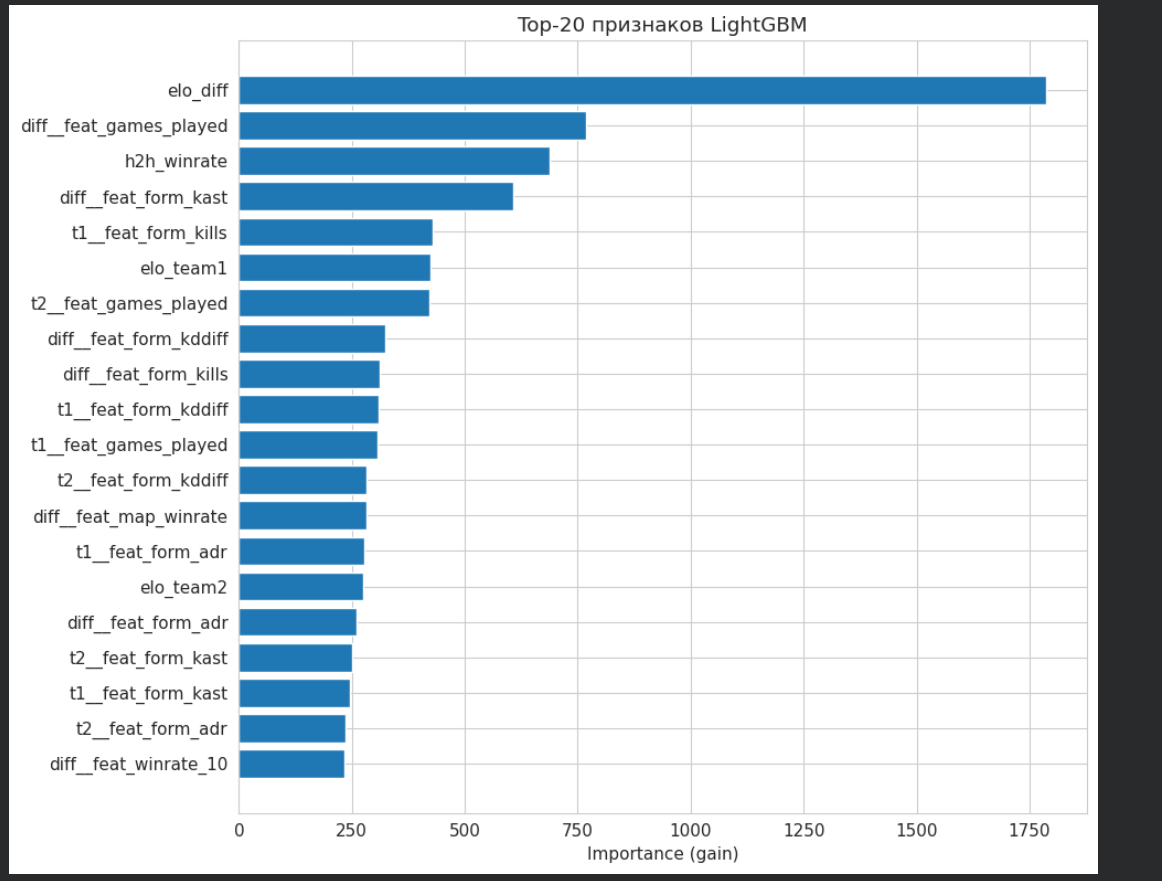 Top-20 признаков LightGBM
elo_diff
diff__feat_games_played
h2h_winrate
diff__feat_form_kast
t1__feat_form_kills
elo_team1
t2__feat_games_played
diff__feat_form_kddiff
diff__feat_form_kills
t1__feat_form_kddiff
t1__feat_games_played
t2__feat_form_kddiff
diff__feat_map_winrate
t1__feat_form_adr
elo_team2
diff__feat_form_adr
t2__feat_form_kast
t1__feat_form_kast
t2__feat_form_adr
diff__feat_winrate_10
0 250 500 750 1000 1250 1500 1750
Importance (gain)